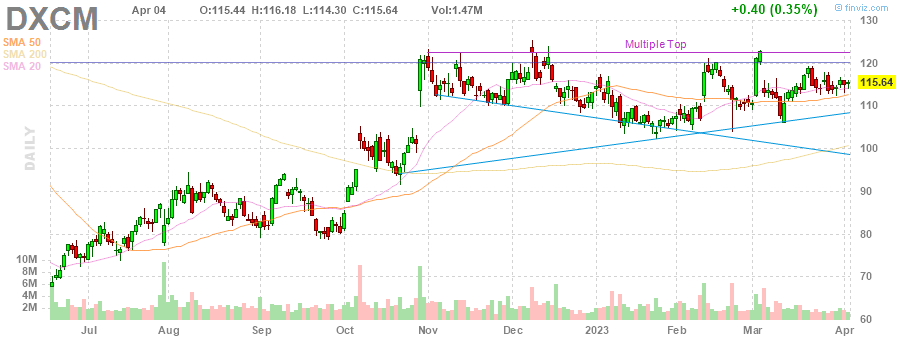 DXCM
Apr 04 O:115.44 H:116.18 L:114.30 C:115.64 Vol:1.47M
+0.40 (0.35%)
finviz.com
SMA 50
SMA 200
SMA 20
Multiple Top
DAILY
130
120
115.64
110
100
90
80
70
60
10M
8M
6M
4M
2M
Jul Aug Sep Oct Nov Dec 2023 Feb Mar Apr